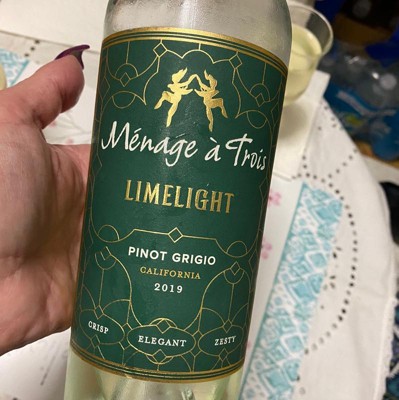 Ménage à Trois
LIMELIGHT
PINOT GRIGIO
CALIFORNIA
2019
CRISP ELEGANT ZESTY